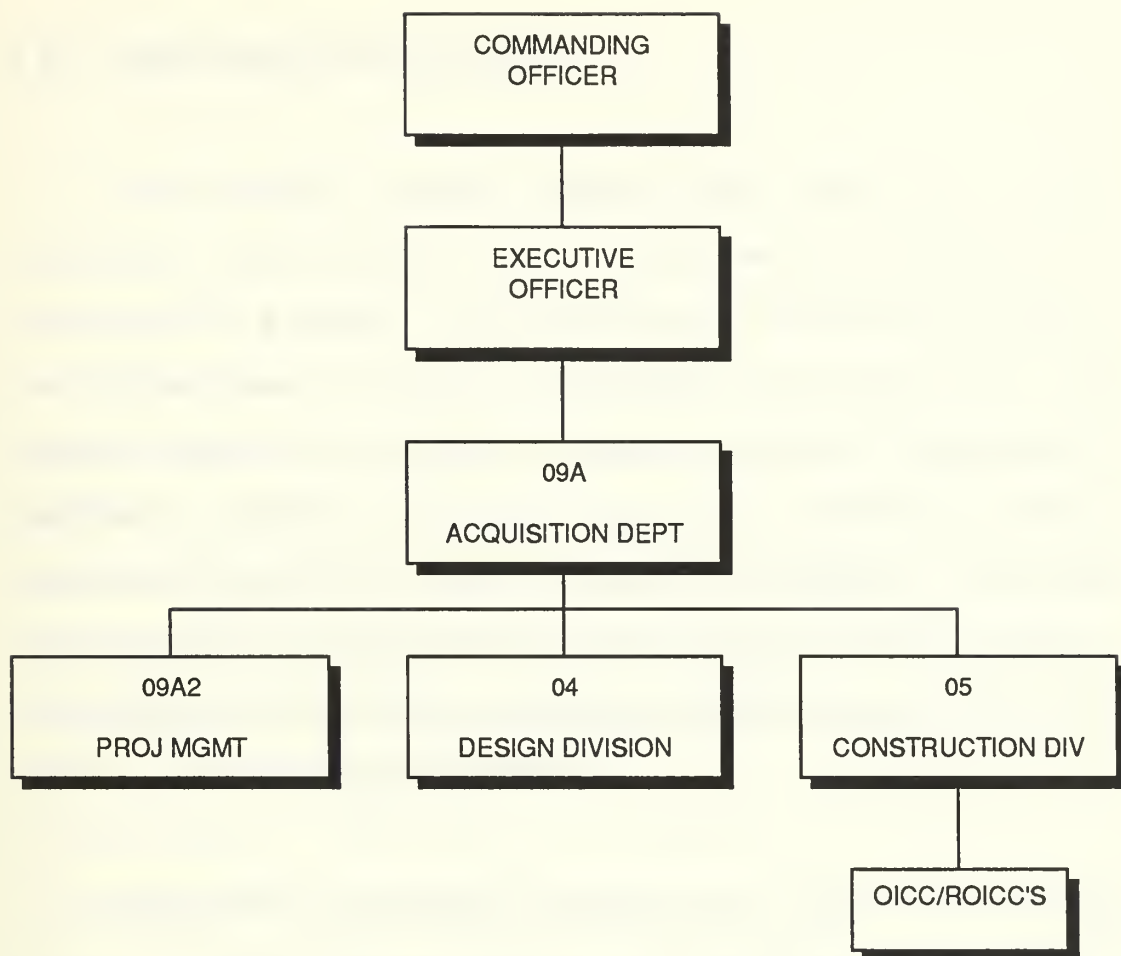 COMMANDING
OFFICER
EXECUTIVE
OFFICER
09A
ACQUISITION DEPT
09A2
PROJ MGMT
04
DESIGN DIVISION
05
CONSTRUCTION DIV
OICC/ROICC'S